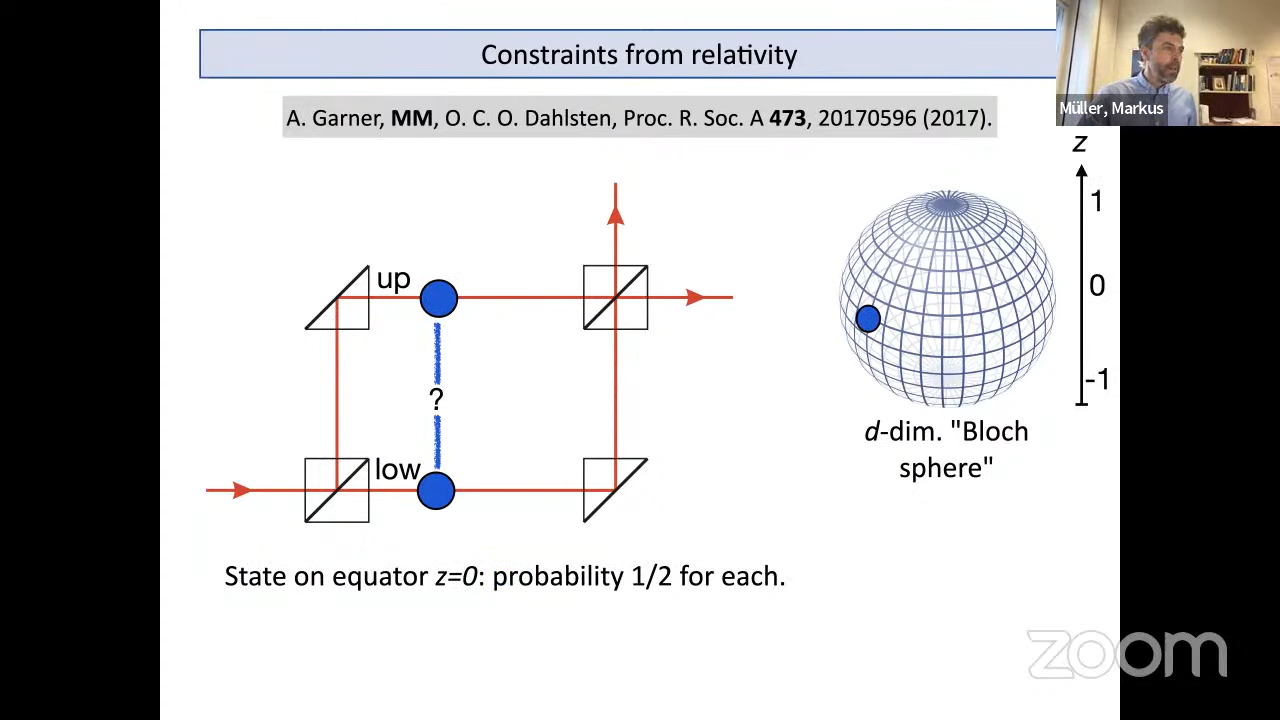 Constraints from relativity
Müller, Markus
A. Garner, MM, O. C. O. Dahlsten, Proc. R. Soc. A 473, 20170596 (2017).
z
1
up
0
?
-1
d-dim. "Bloch
sphere"
low
State on equator z=0: probability 1/2 for each.
zoom